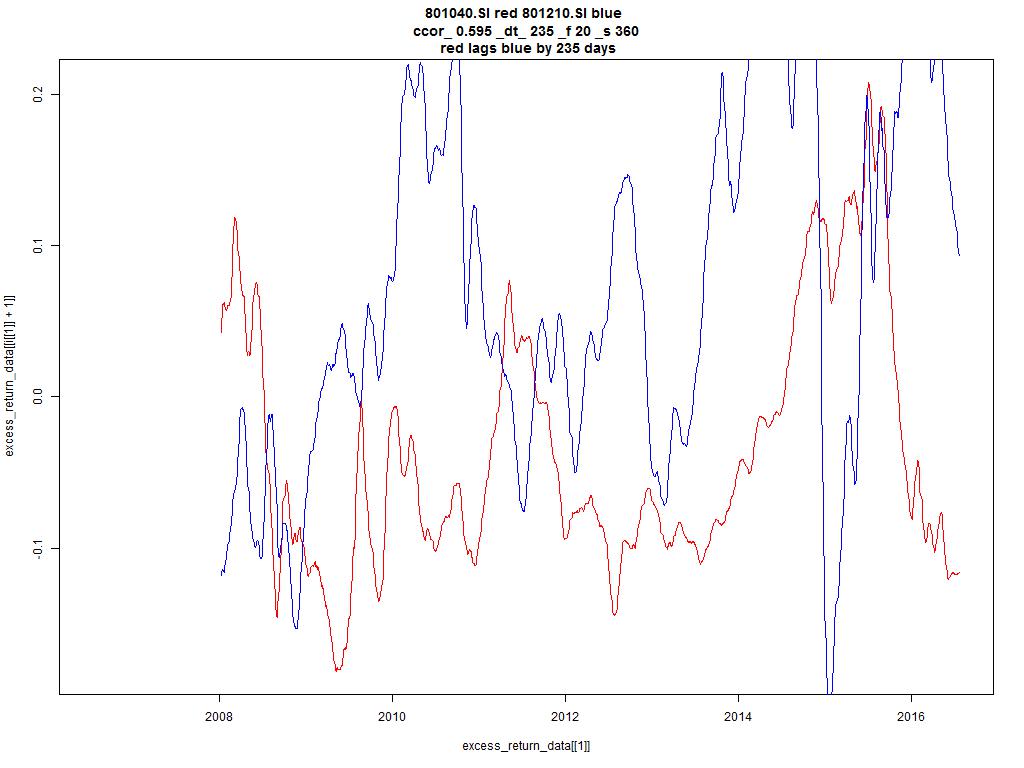 801040.SI red 801210.SI blue
ccor_ 0.595 _dt_ 235 _f 20 _s 360
red lags blue by 235 days
excess_return_data[[i[[1]] + 1]]
0.2
0.1
0.0
-0.1
2008
2010
2012
2014
2016
excess_return_data[[1]]